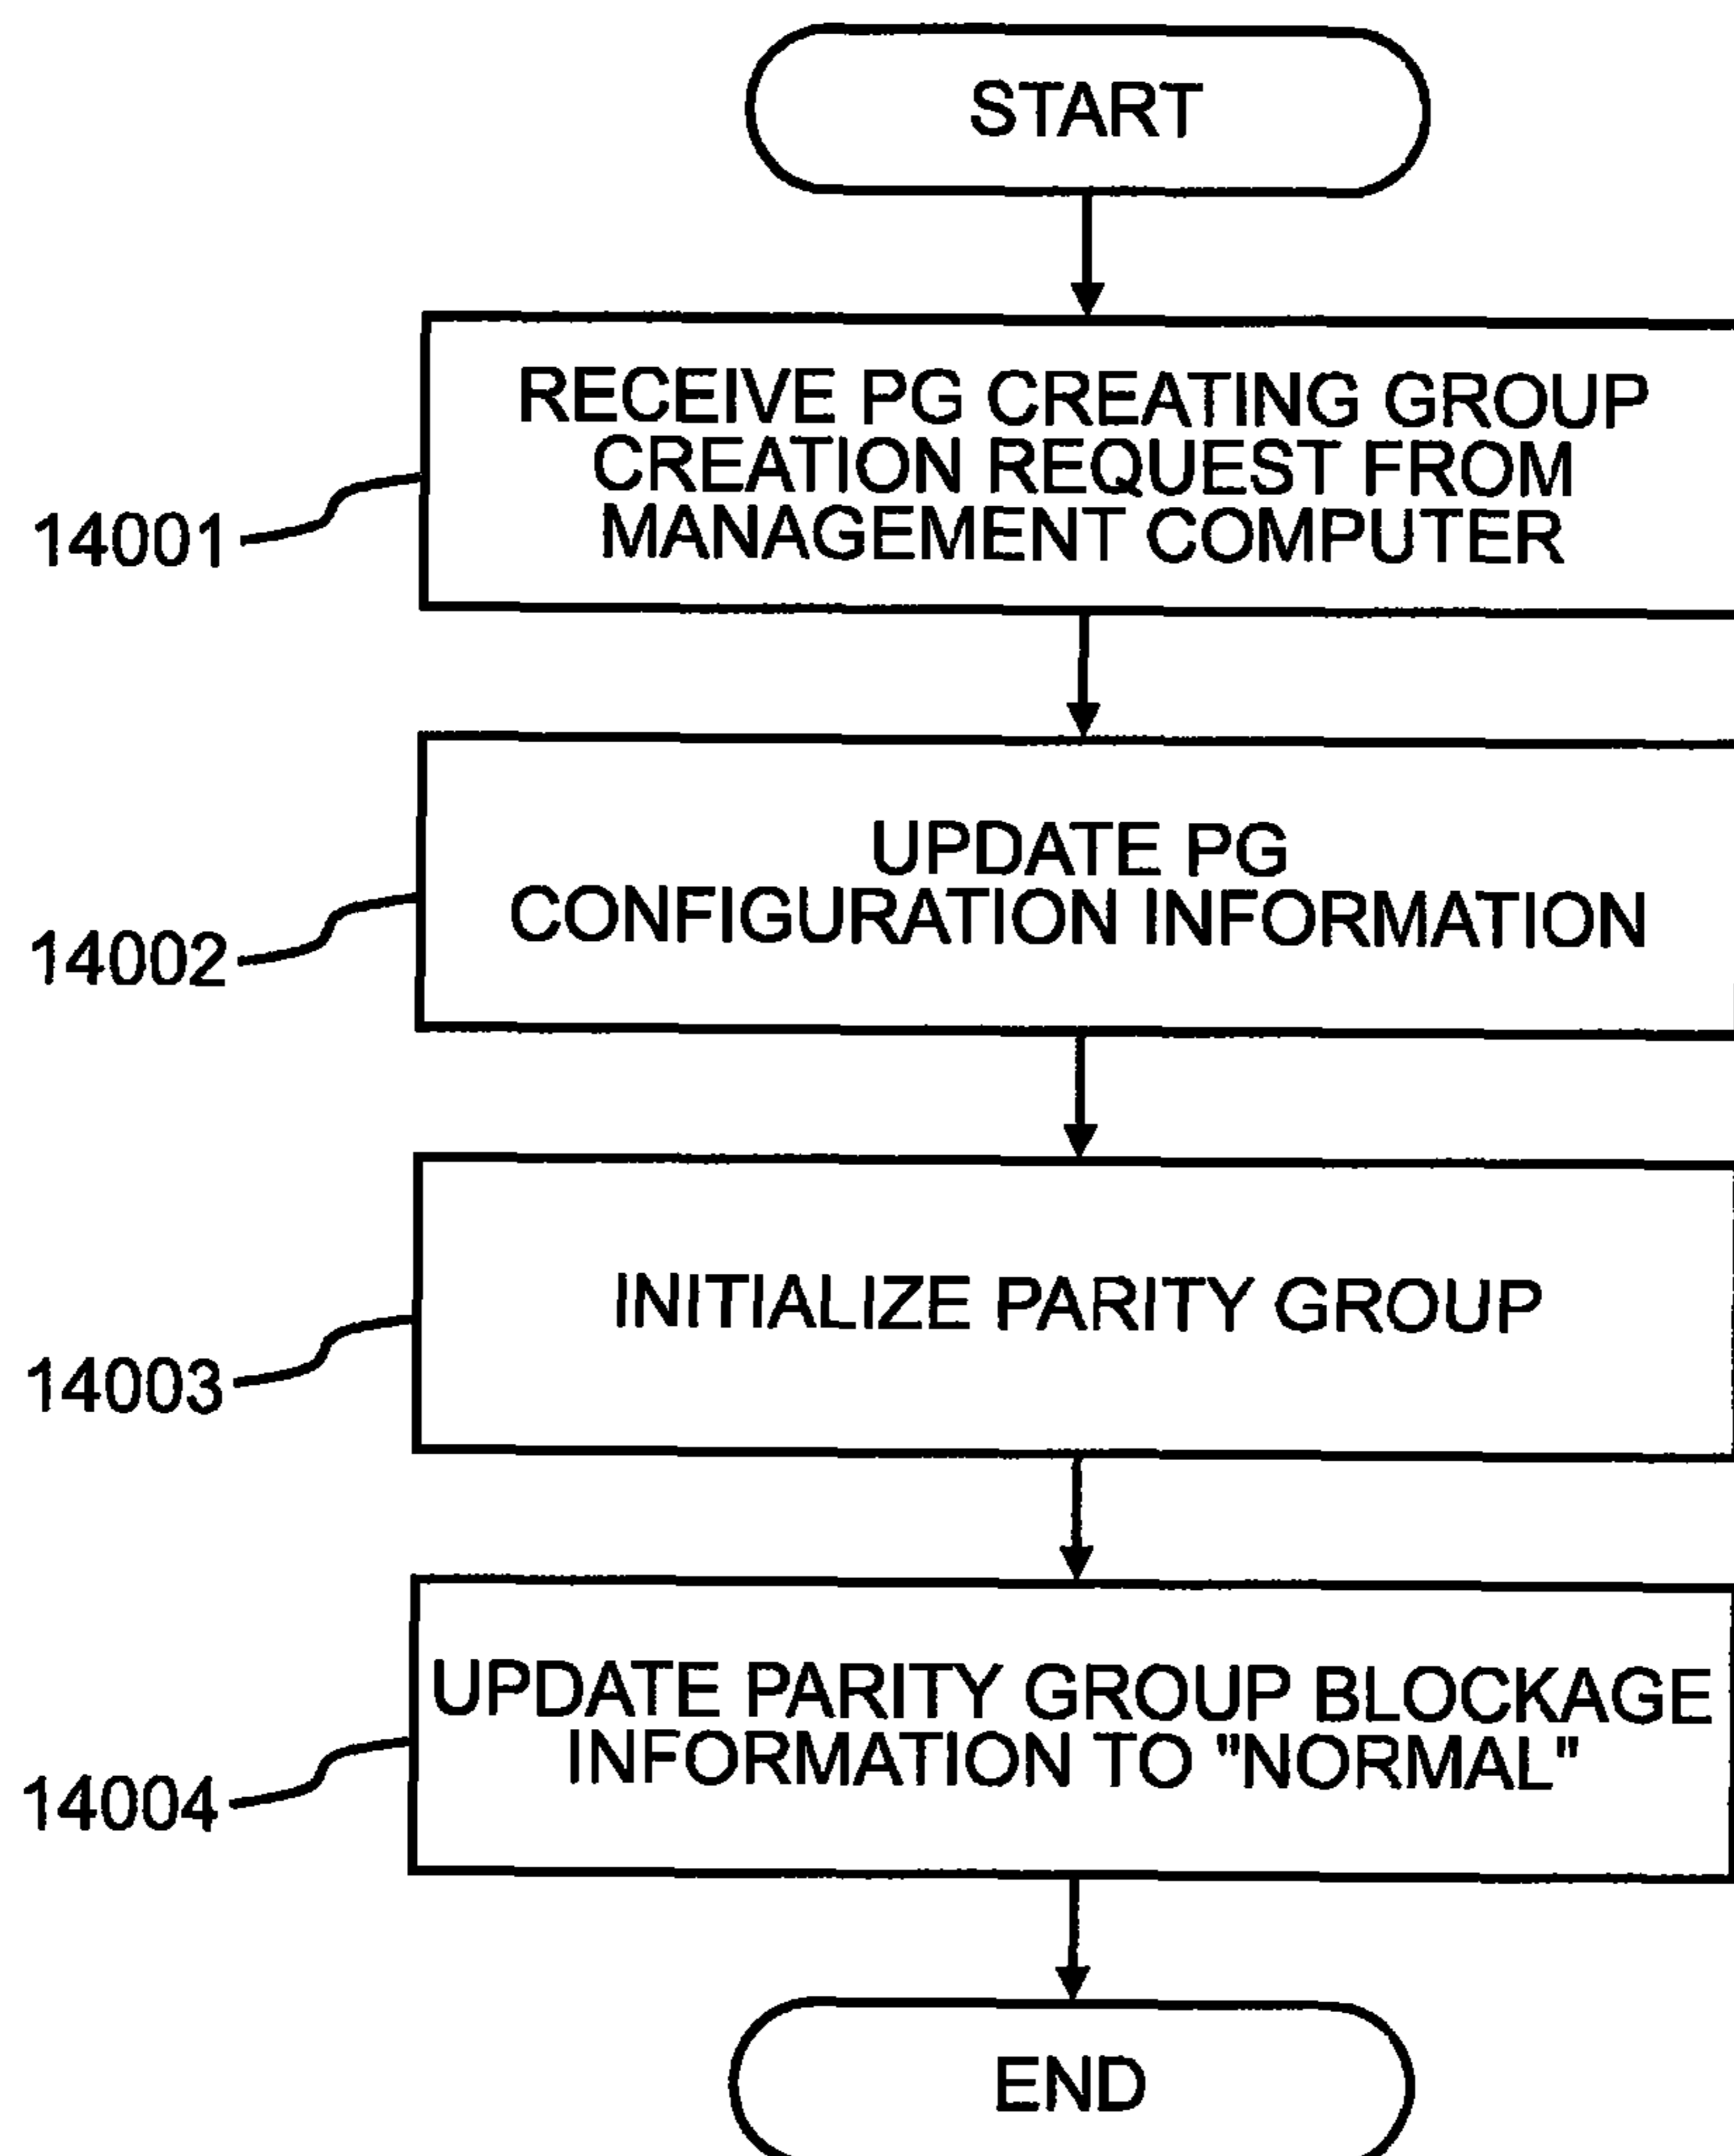 START
RECEIVE PG CREATING GROUP
CREATION REQUEST FROM
MANAGEMENT COMPUTER
14001
UPDATE PG
CONFIGURATION INFORMATION
14002
INITIALIZE PARITY GROUP
14003
UPDATE PARITY GROUP BLOCKAGE
INFORMATION TO "NORMAL"
14004
END